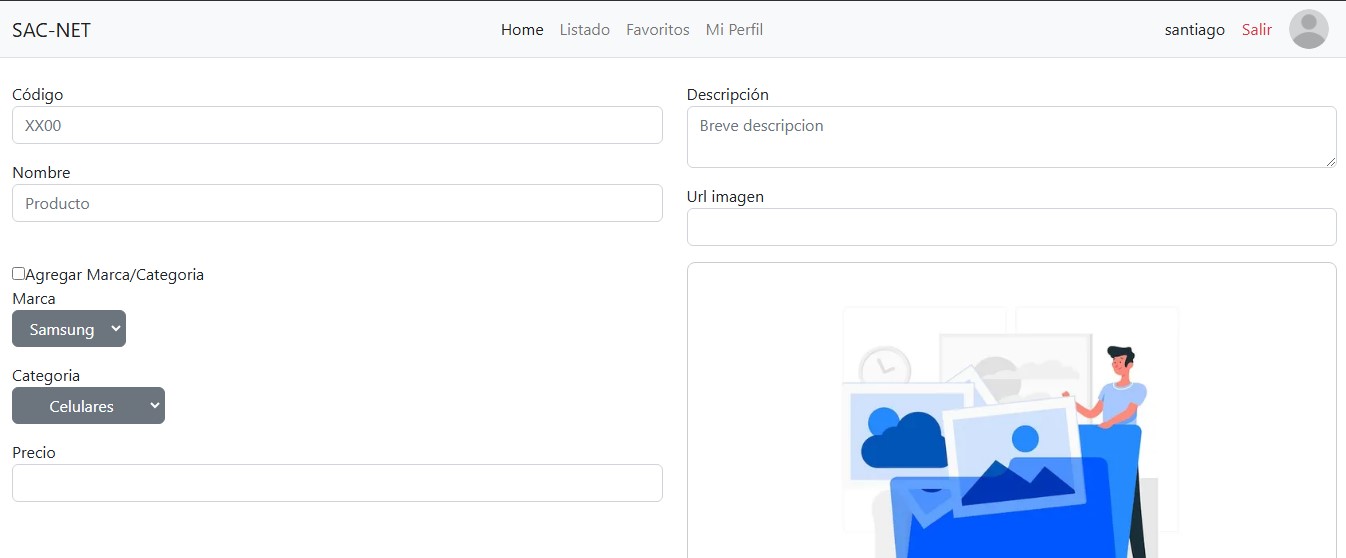 SAC-NET
Home Listado Favoritos Mi Perfil
santiago Salir
Código
XX00
Nombre
Producto
Agregar Marca/Categoria
Marca
Samsung
Categoria
Celulares
Precio
Descripción
Breve descripcion
Url imagen